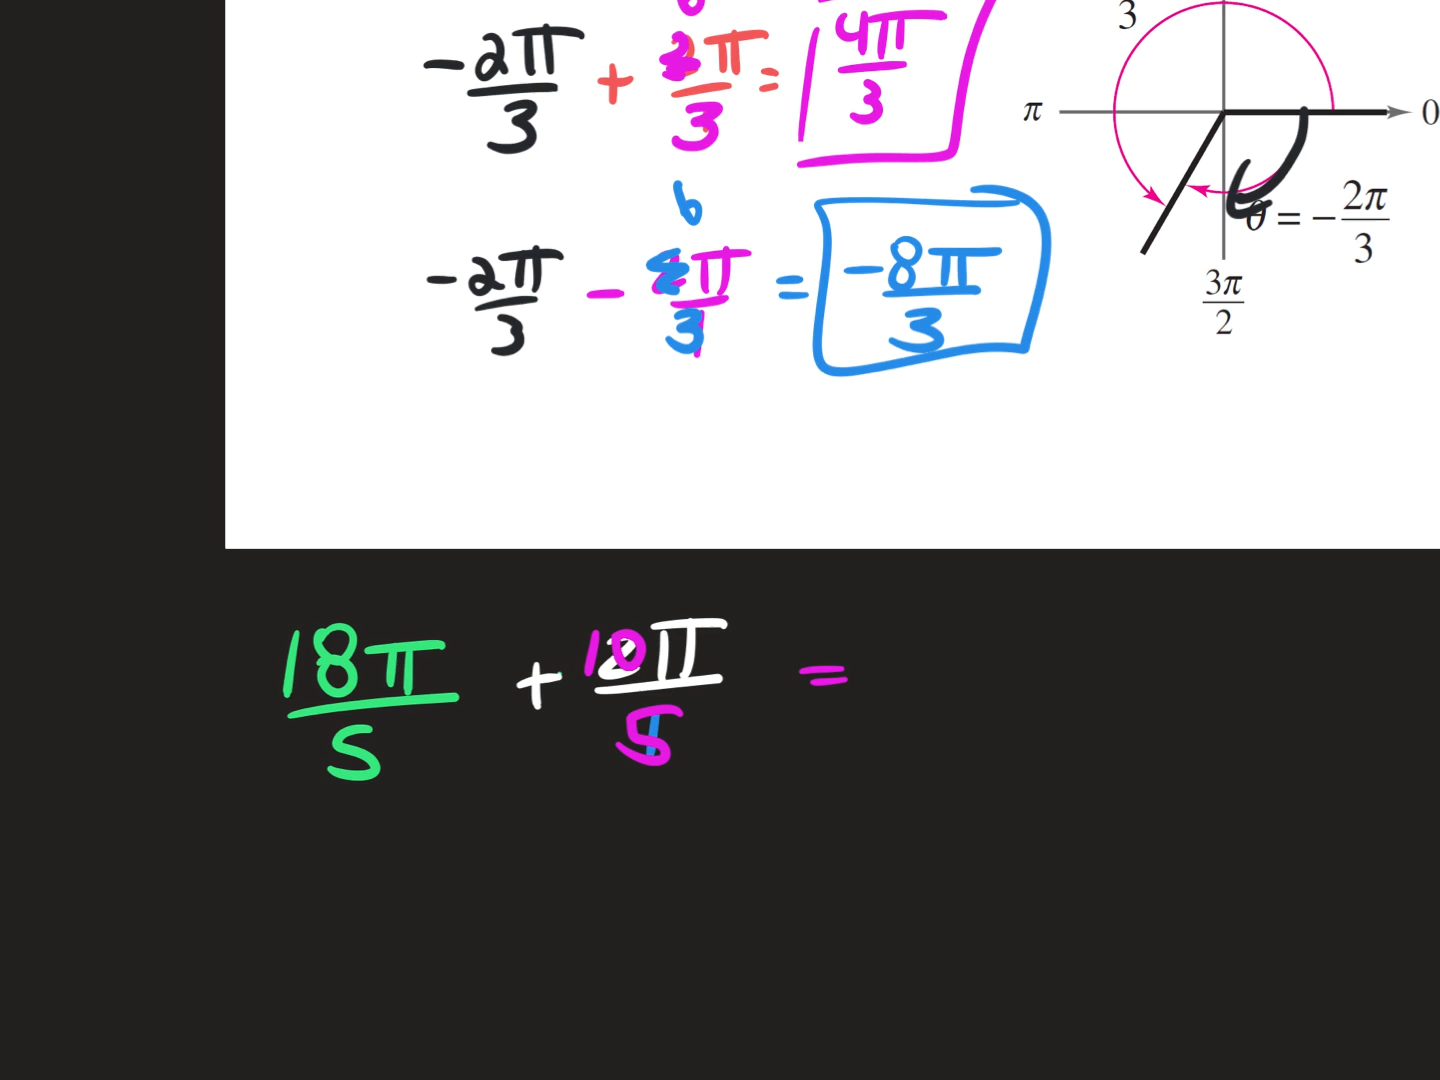 -2π/3 + 6π/3 = 4π/3
-2π/3 - 6π/3 = -8π/3
3
π
0
θ = -2π/3
3π/2
18π/5 + 10π/5 =